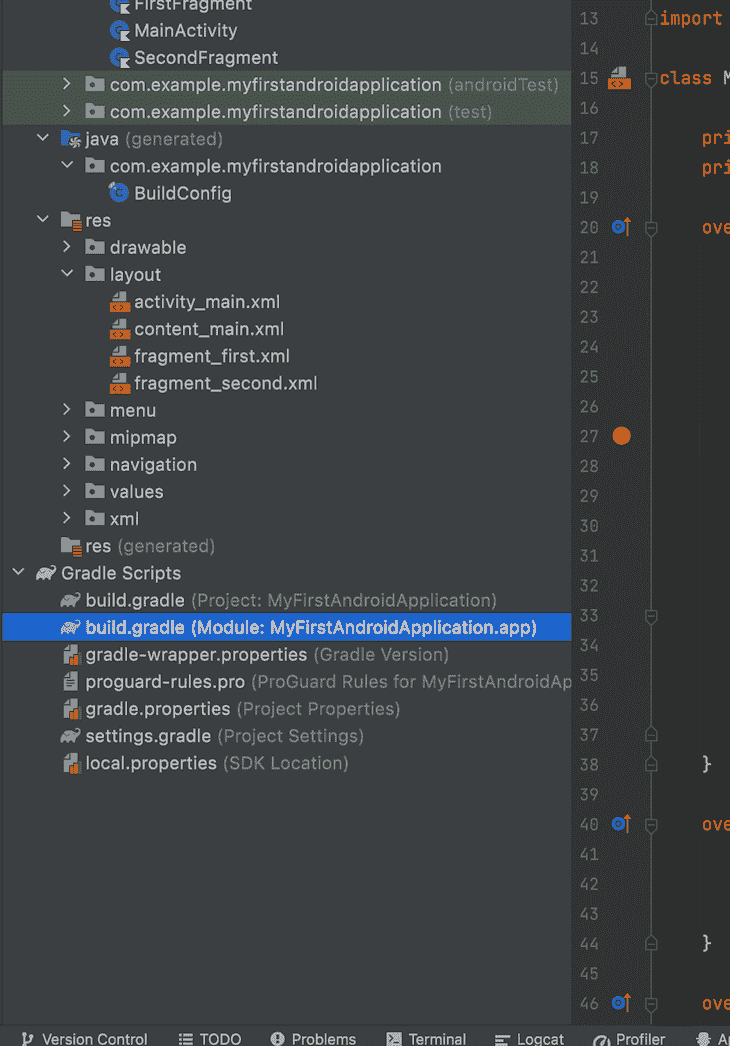 FirstFragment
MainActivity
SecondFragment
com.example.myfirstandroidapplication (androidTest)
com.example.myfirstandroidapplication (test)
java (generated)
com.example.myfirstandroidapplication
BuildConfig
res
drawable
layout
activity_main.xml
content_main.xml
fragment_first.xml
fragment_second.xml
menu
mipmap
navigation
values
xml
res (generated)
Gradle Scripts
build.gradle (Project: MyFirstAndroidApplication)
build.gradle (Module: MyFirstAndroidApplication.app)
gradle-wrapper.properties (Gradle Version)
proguard-rules.pro (ProGuard Rules for MyFirstAndroidAp
gradle.properties (Project Properties)
settings.gradle (Project Settings)
local.properties (SDK Location)
13 import
14
15 class M
16
17 pri
18 pri
19
20 ove
21
22
23
24
25
26
27
28
29
30
31
32
33
34
35
36
37
38 }
39
40 ove
41
42
43
44 }
45
46 ove
Version Control TODO Problems Terminal Logcat Profiler A